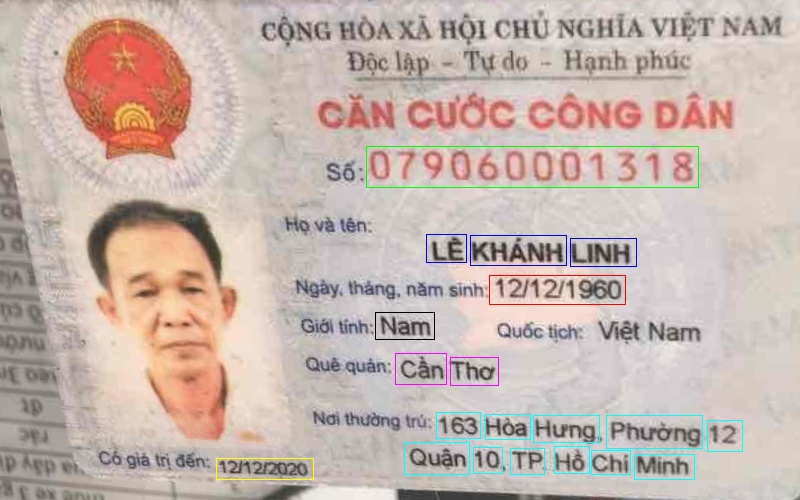 CỘNG HÒA XÃ HỘI CHỦ NGHĨA VIỆT NAM
Độc lập - Tự do - Hạnh phúc
CĂN CƯỚC CÔNG DÂN
Số: 079060001318
Họ và tên:
LÊ KHÁNH LINH
Ngày, tháng, năm sinh: 12/12/1960
Giới tính: Nam Quốc tịch: Việt Nam
Quê quán: Cần Thơ
Nơi thường trú: 163 Hòa Hưng, Phường 12
Quận 10, TP. Hồ Chí Minh
Có giá trị đến: 12/12/2020